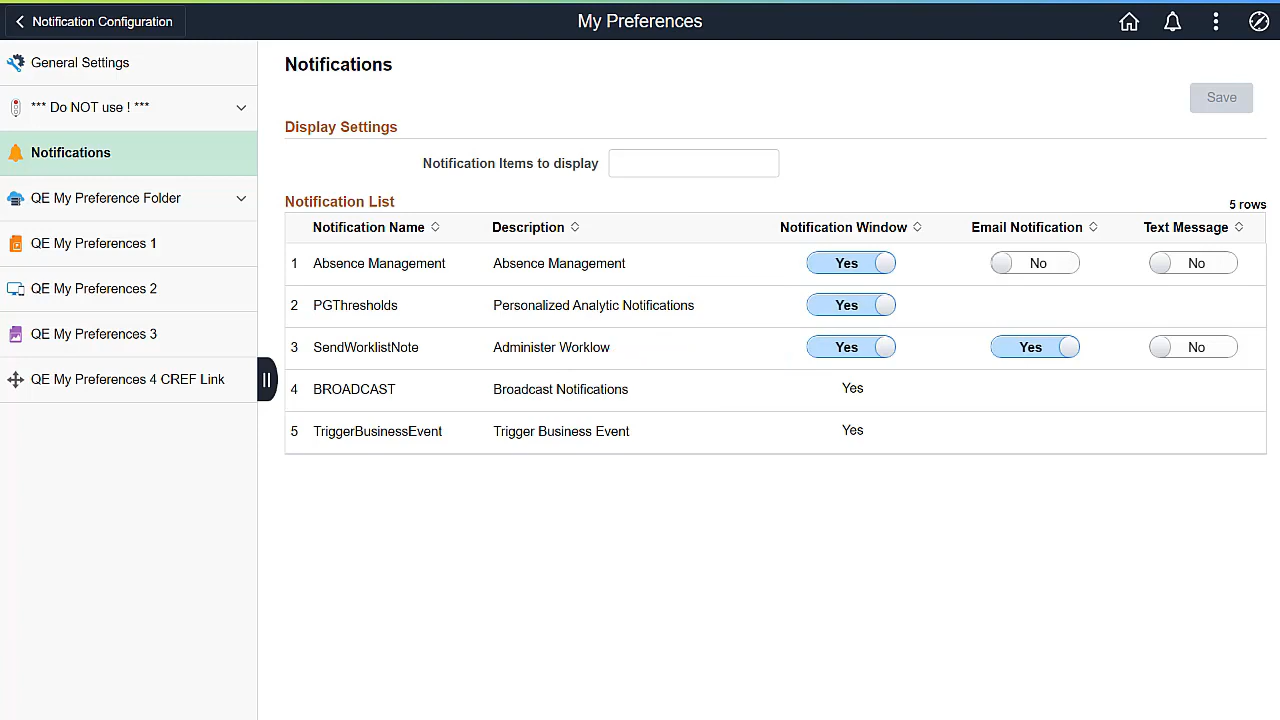 Notification Configuration
My Preferences
General Settings
*** Do NOT use ! ***
Notifications
QE My Preference Folder
QE My Preferences 1
QE My Preferences 2
QE My Preferences 3
QE My Preferences 4 CREF Link
Notifications
Save
Display Settings
Notification Items to display
Notification List
5 rows
Notification Name Description Notification Window Email Notification Text Message
1 Absence Management Absence Management Yes No No
2 PGThresholds Personalized Analytic Notifications Yes
3 SendWorklistNote Administer Worklow Yes Yes No
4 BROADCAST Broadcast Notifications Yes
5 TriggerBusinessEvent Trigger Business Event Yes